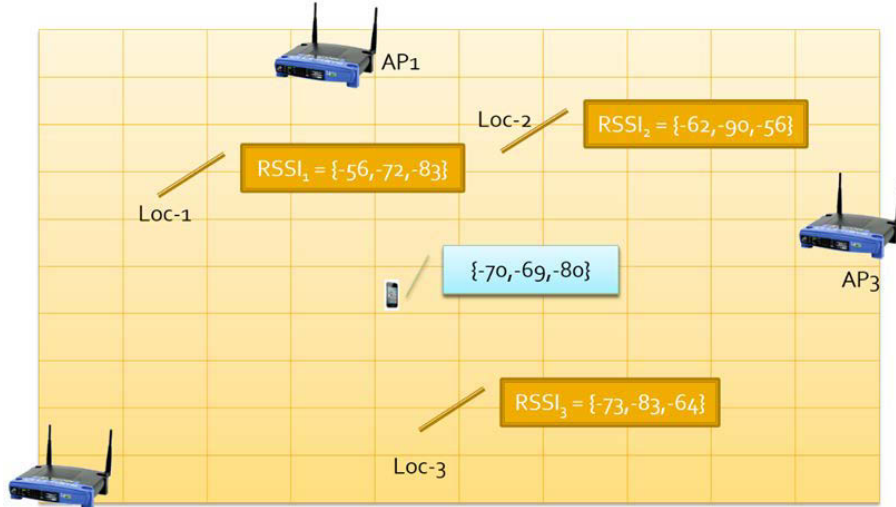 AP1
Loc-2
RSSI₂ = {-62,-90,-56}
RSSI₁ = {-56,-72,-83}
Loc-1
{-70,-69,-80}
AP3
RSSI₃ = {-73,-83,-64}
Loc-3